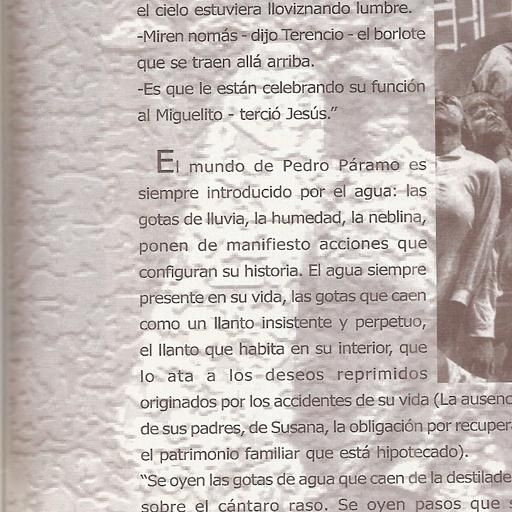 el cielo estuviera lloviznando lumbre.
-Miren nomás - dijo Terencio - el borlote
que se traen allá arriba.
-Es que le están celebrando su función
al Miguelito - terció Jesús.”
El mundo de Pedro Páramo es
siempre introducido por el agua: las
gotas de lluvia, la humedad, la neblina,
ponen de manifiesto acciones que
configuran su historia. El agua siempre
presente en su vida, las gotas que caen
como un llanto insistente y perpetuo,
el llanto que habita en su interior, que
lo ata a los deseos reprimidos
originados por los accidentes de su vida (La ausenc
de sus padres, de Susana, la obligación por recuper
el patrimonio familiar que está hipotecado).
“Se oyen las gotas de agua que caen de la destilade
sobre el cántaro raso. Se oyen pasos que s